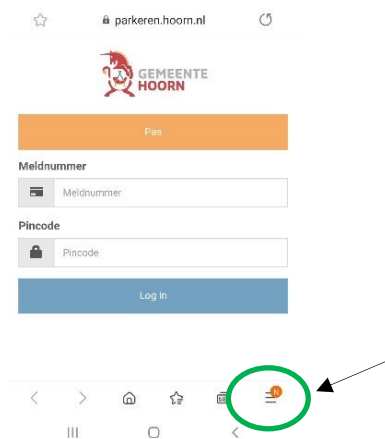 parkeren.hoorn.nl
GEMEENTE
HOORN
Pas
Meldnummer
Meldnummer
Pincode
Pincode
Log In
N